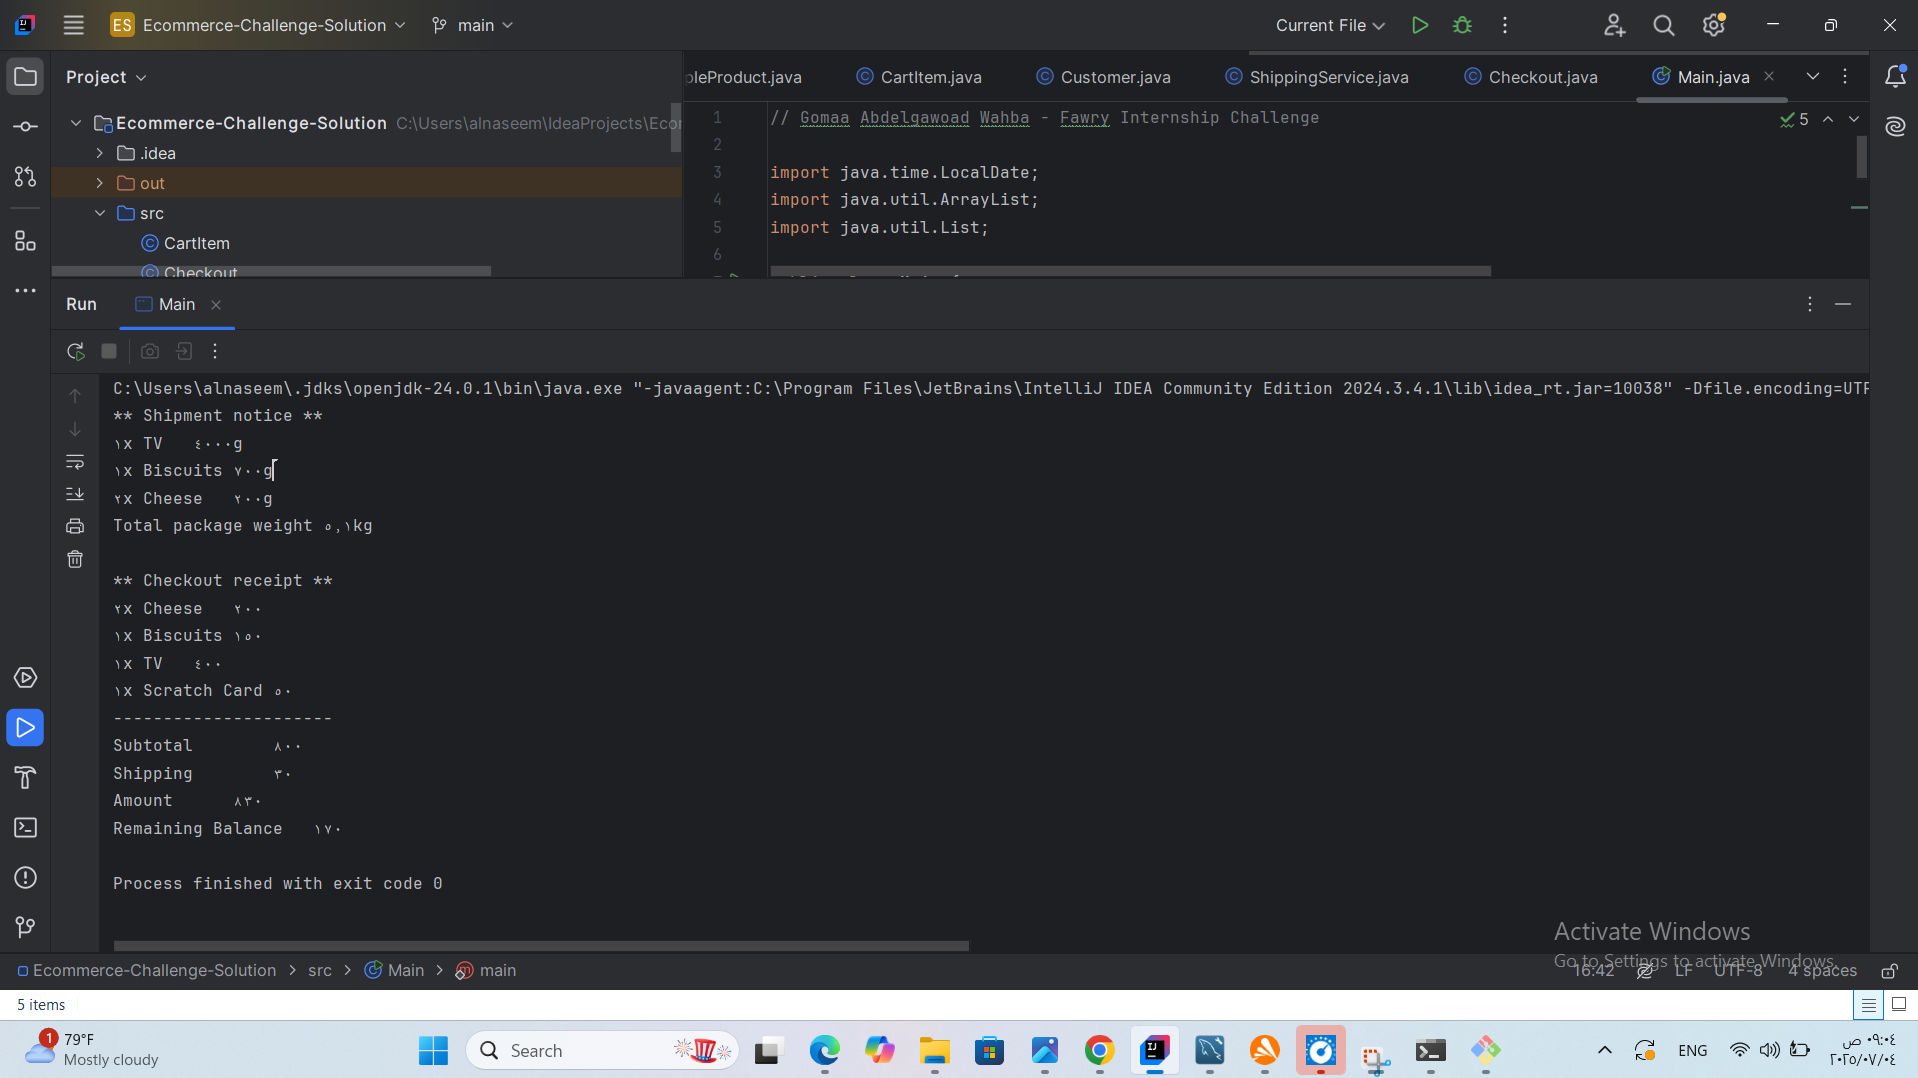 ES Ecommerce-Challenge-Solution main Current File
Project
pleProduct.java CartItem.java Customer.java ShippingService.java Checkout.java Main.java
Ecommerce-Challenge-Solution C:\Users\alnaseem\IdeaProjects\Ecor
.idea
out
src
CartItem
Checkout
1 // Gomaa Abdelgawoad Wahba - Fawry Internship Challenge
5
2
3 import java.time.LocalDate;
4 import java.util.ArrayList;
5 import java.util.List;
6
Run Main
C:\Users\alnaseem\.jdks\openjdk-24.0.1\bin\java.exe "-javaagent:C:\Program Files\JetBrains\IntelliJ IDEA Community Edition 2024.3.4.1\lib\idea_rt.jar=10038" -Dfile.encoding=UTF
** Shipment notice **
١x TV ٤٠٠٠g
١x Biscuits ٧٠٠g
٢x Cheese ٢٠٠g
Total package weight ٥,١kg
** Checkout receipt **
٢x Cheese ٢٠٠
١x Biscuits ١٥٠
١x TV ٤٠٠
١x Scratch Card ٥٠
----------------------
Subtotal ٨٠٠
Shipping ٣٠
Amount ٨٣٠
Remaining Balance ١٧٠
Process finished with exit code 0
Activate Windows
Go to Settings to activate Windows.
Ecommerce-Challenge-Solution > src > Main > main
16:42 LF UTF-8 4 spaces
5 items
1
79°F
Mostly cloudy
Search
ENG
٠٩:٠٤ ص
٢٠٢٥/٠٧/٠٤